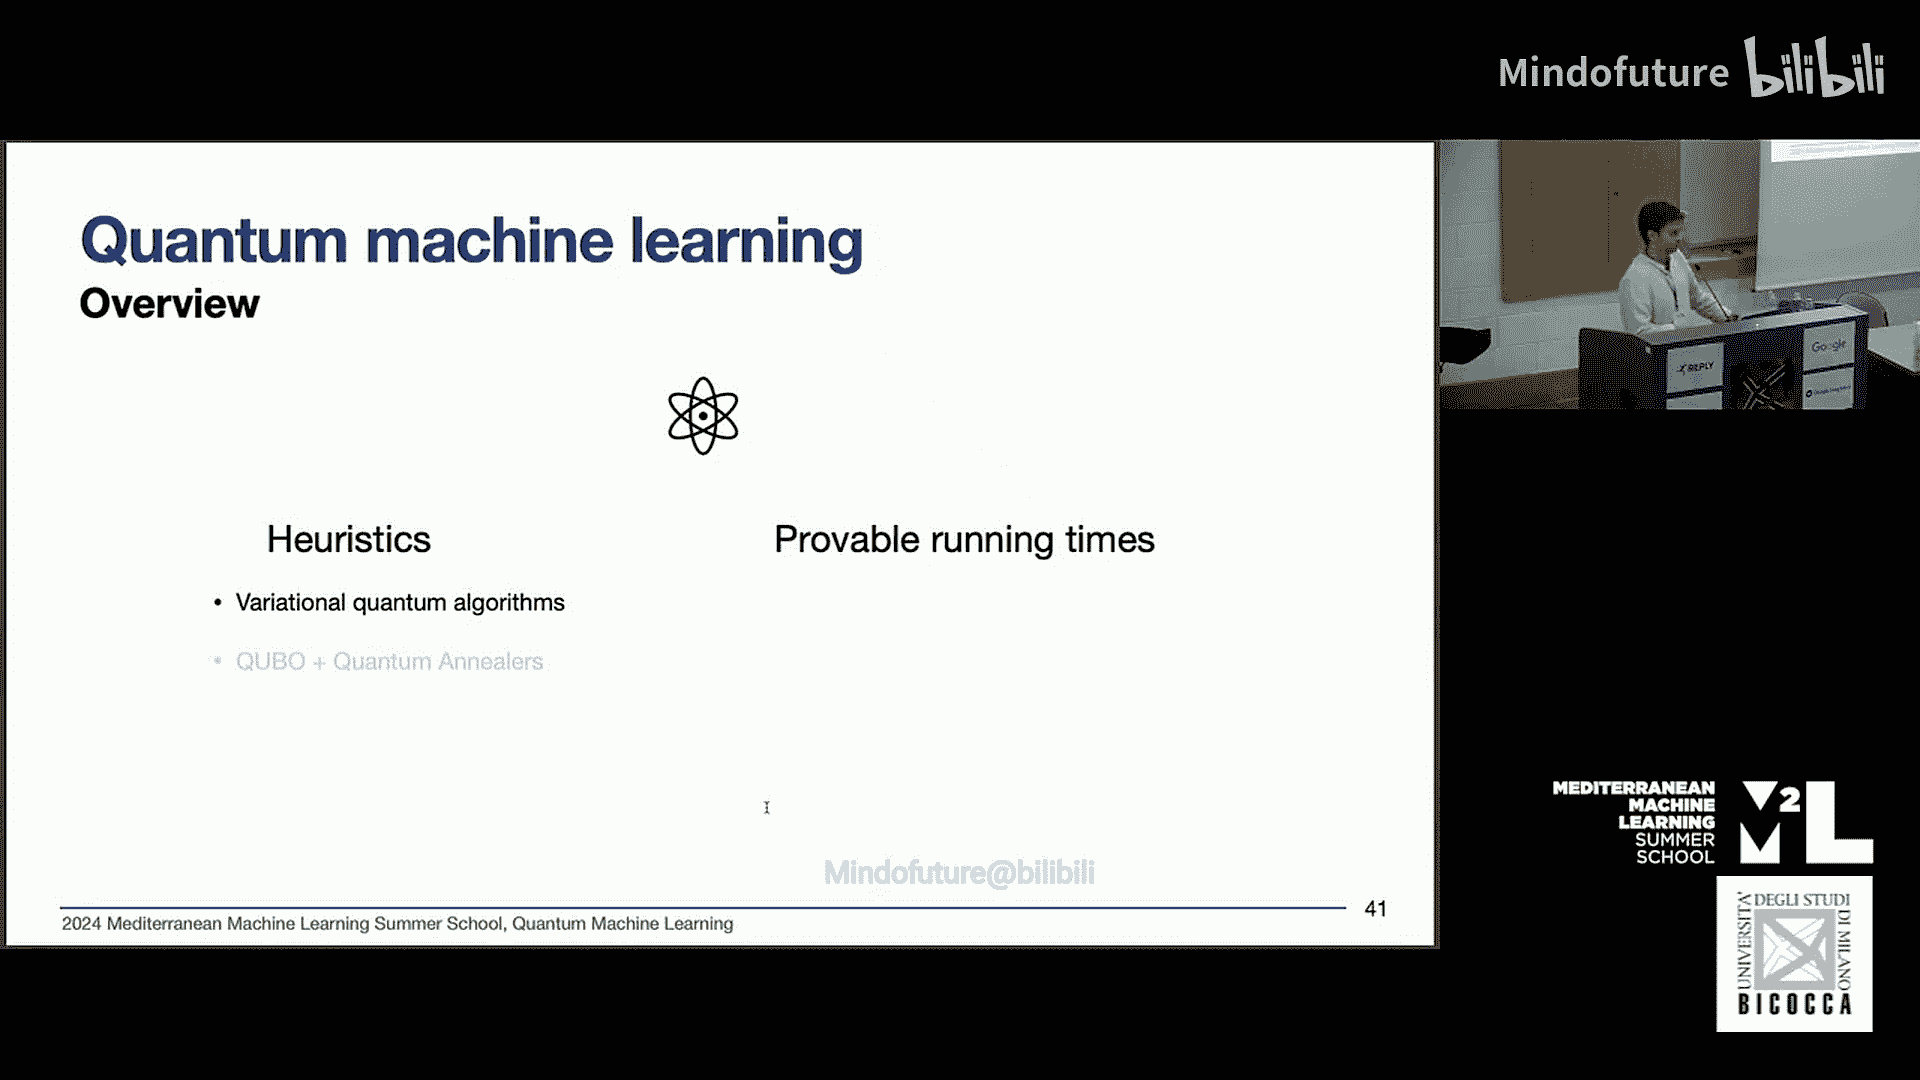 Mindofuture bilibili
Quantum machine learning
Overview
Heuristics
Provable running times
• Variational quantum algorithms
• QUBO + Quantum Annealers
Mindofuture@bilibili
2024 Mediterranean Machine Learning Summer School, Quantum Machine Learning
41
REPLY
Google
MEDITERRANEAN
MACHINE
LEARNING
SUMMER
SCHOOL
M2L
UNIVERSITÀ DEGLI STUDI DI MILANO
BICOCCA